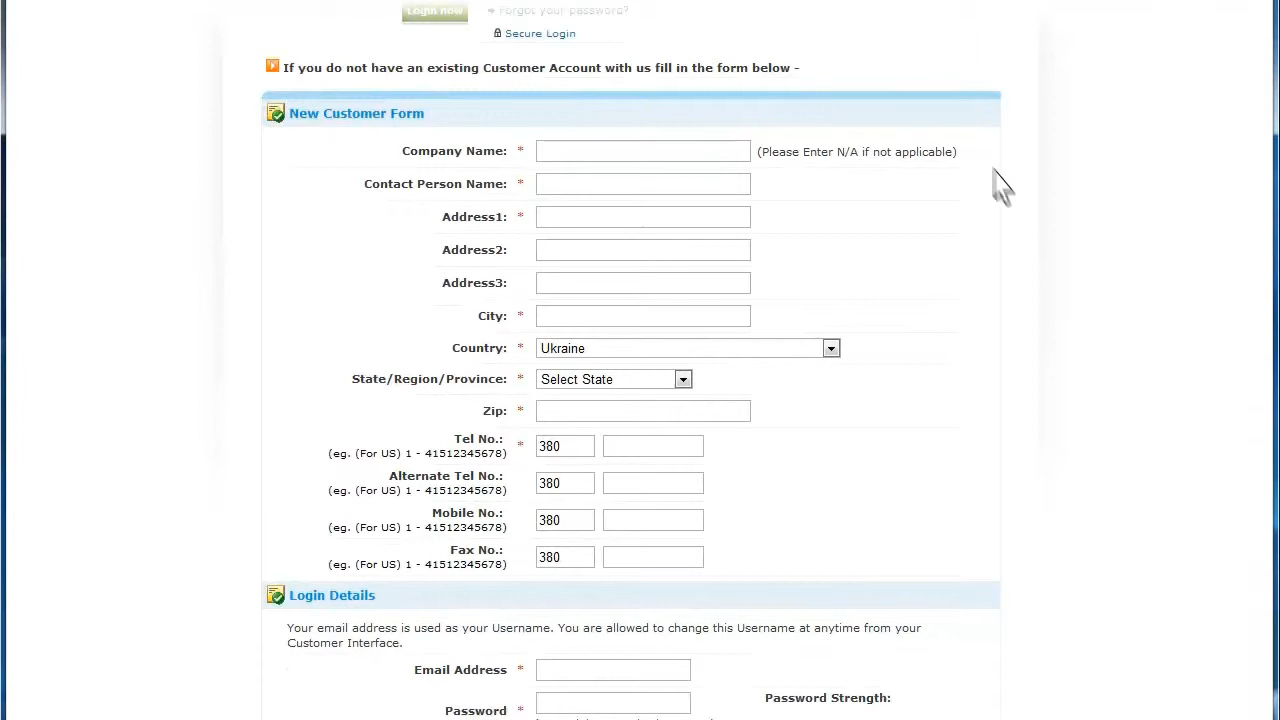 Login now
Forgot your password?
Secure Login
If you do not have an existing Customer Account with us fill in the form below -
New Customer Form
Company Name: * (Please Enter N/A if not applicable)
Contact Person Name: *
Address1: *
Address2:
Address3:
City: *
Country: * Ukraine
State/Region/Province: * Select State
Zip: *
Tel No.: * 380
(eg. (For US) 1 - 41512345678)
Alternate Tel No.: 380
(eg. (For US) 1 - 41512345678)
Mobile No.: 380
(eg. (For US) 1 - 41512345678)
Fax No.: 380
(eg. (For US) 1 - 41512345678)
Login Details
Your email address is used as your Username. You are allowed to change this Username at anytime from your
Customer Interface.
Email Address *
Password Strength:
Password *